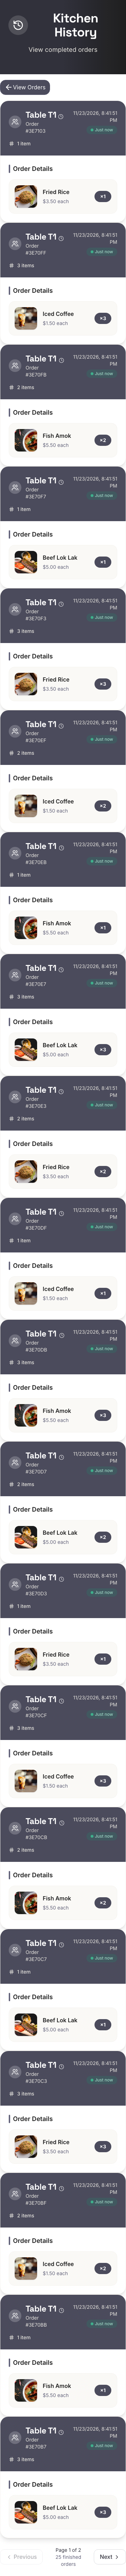 Kitchen
History
View completed orders
View Orders
Table T1
11/23/2026, 8:41:51
PM
Order
#3E7103
Just now
# 1 item
Order Details
Fried Rice
$3.50 each
×1
Table T1
11/23/2026, 8:41:51
PM
Order
#3E70FF
Just now
# 3 items
Order Details
Iced Coffee
$1.50 each
×3
Table T1
11/23/2026, 8:41:51
PM
Order
#3E70FB
Just now
# 2 items
Order Details
Fish Amok
$5.50 each
×2
Table T1
11/23/2026, 8:41:51
PM
Order
#3E70F7
Just now
# 1 item
Order Details
Beef Lok Lak
$5.00 each
×1
Table T1
11/23/2026, 8:41:51
PM
Order
#3E70F3
Just now
# 3 items
Order Details
Fried Rice
$3.50 each
×3
Table T1
11/23/2026, 8:41:51
PM
Order
#3E70EF
Just now
# 2 items
Order Details
Iced Coffee
$1.50 each
×2
Table T1
11/23/2026, 8:41:51
PM
Order
#3E70EB
Just now
# 1 item
Order Details
Fish Amok
$5.50 each
×1
Table T1
11/23/2026, 8:41:51
PM
Order
#3E70E7
Just now
# 3 items
Order Details
Beef Lok Lak
$5.00 each
×3
Table T1
11/23/2026, 8:41:51
PM
Order
#3E70E3
Just now
# 2 items
Order Details
Fried Rice
$3.50 each
×2
Table T1
11/23/2026, 8:41:51
PM
Order
#3E70DF
Just now
# 1 item
Order Details
Iced Coffee
$1.50 each
×1
Table T1
11/23/2026, 8:41:51
PM
Order
#3E70DB
Just now
# 3 items
Order Details
Fish Amok
$5.50 each
×3
Table T1
11/23/2026, 8:41:51
PM
Order
#3E70D7
Just now
# 2 items
Order Details
Beef Lok Lak
$5.00 each
×2
Table T1
11/23/2026, 8:41:51
PM
Order
#3E70D3
Just now
# 1 item
Order Details
Fried Rice
$3.50 each
×1
Table T1
11/23/2026, 8:41:51
PM
Order
#3E70CF
Just now
# 3 items
Order Details
Iced Coffee
$1.50 each
×3
Table T1
11/23/2026, 8:41:51
PM
Order
#3E70CB
Just now
# 2 items
Order Details
Fish Amok
$5.50 each
×2
Table T1
11/23/2026, 8:41:51
PM
Order
#3E70C7
Just now
# 1 item
Order Details
Beef Lok Lak
$5.00 each
×1
Table T1
11/23/2026, 8:41:51
PM
Order
#3E70C3
Just now
# 3 items
Order Details
Fried Rice
$3.50 each
×3
Table T1
11/23/2026, 8:41:51
PM
Order
#3E70BF
Just now
# 2 items
Order Details
Iced Coffee
$1.50 each
×2
Table T1
11/23/2026, 8:41:51
PM
Order
#3E70BB
Just now
# 1 item
Order Details
Fish Amok
$5.50 each
×1
Table T1
11/23/2026, 8:41:51
PM
Order
#3E70B7
Just now
# 3 items
Order Details
Beef Lok Lak
$5.00 each
×3
Previous
Page 1 of 2
25 finished
orders
Next